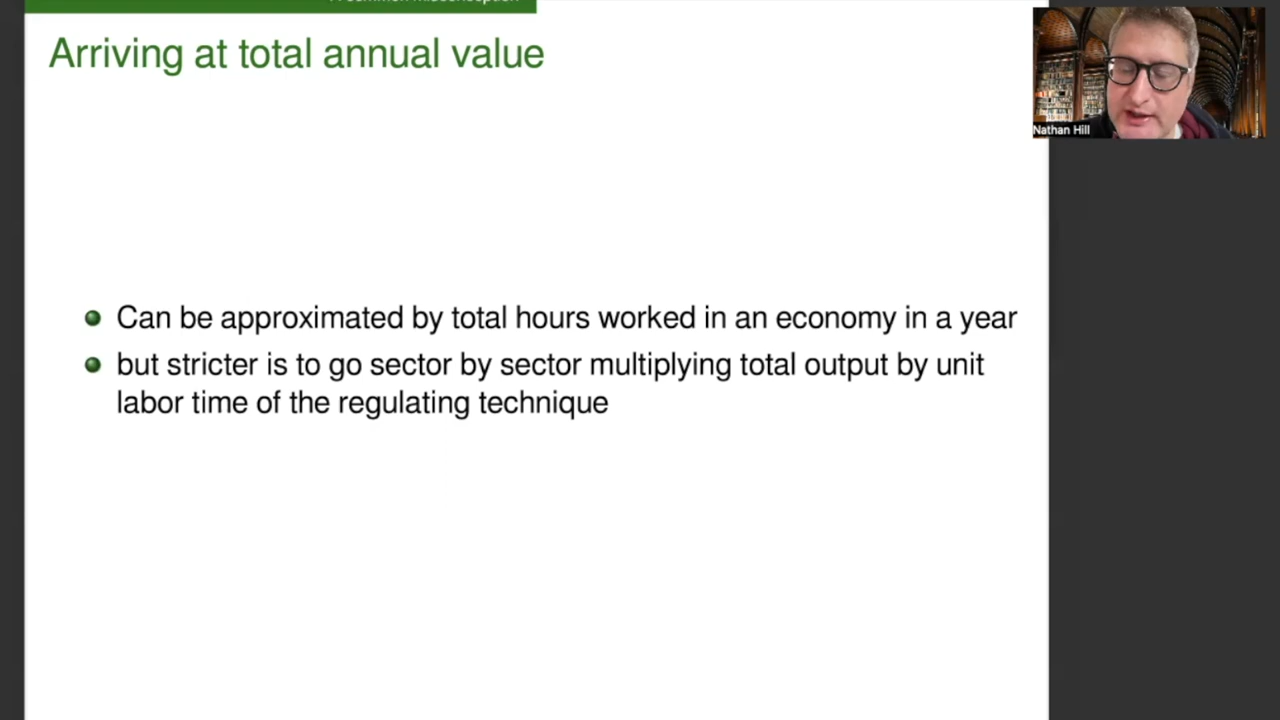 Arriving at total annual value
Nathan Hill
Can be approximated by total hours worked in an economy in a year
but stricter is to go sector by sector multiplying total output by unit
labor time of the regulating technique